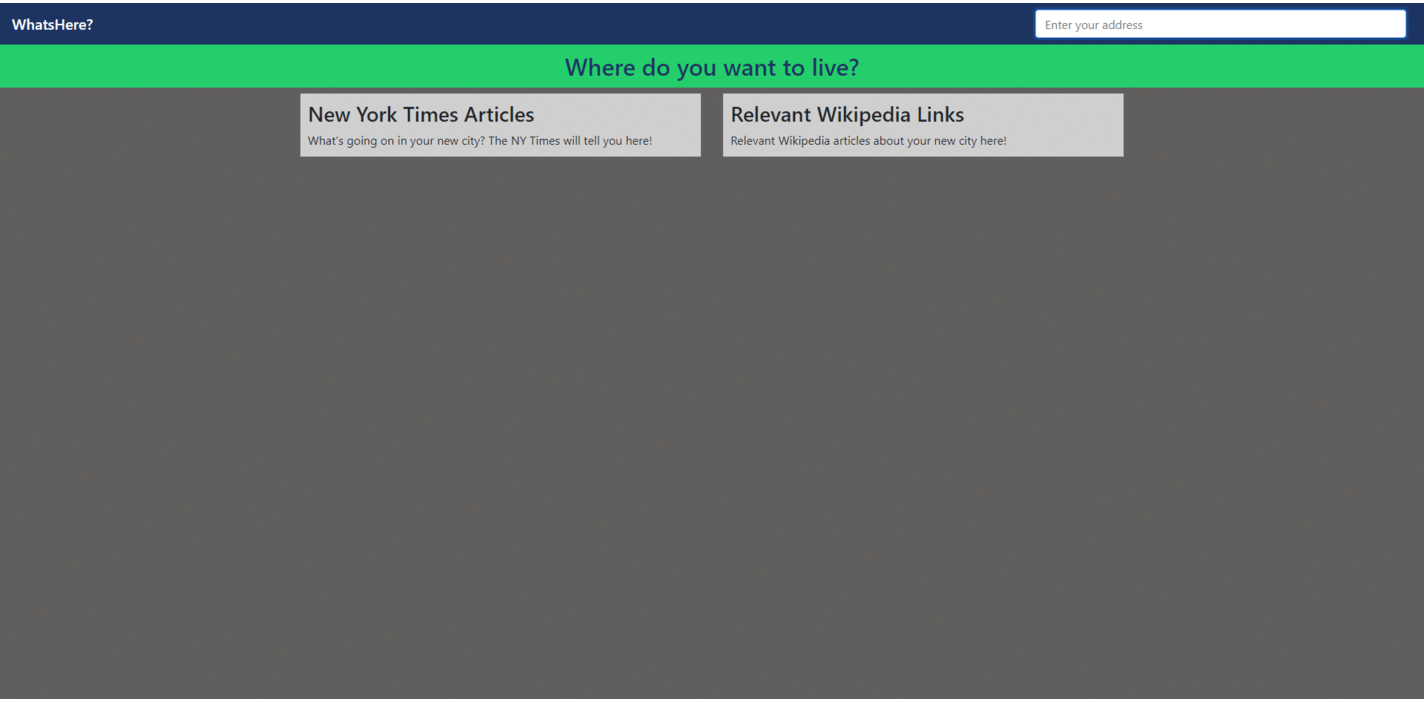 WhatsHere?
Enter your address
Where do you want to live?
New York Times Articles
What's going on in your new city? The NY Times will tell you here!
Relevant Wikipedia Links
Relevant Wikipedia articles about your new city here!